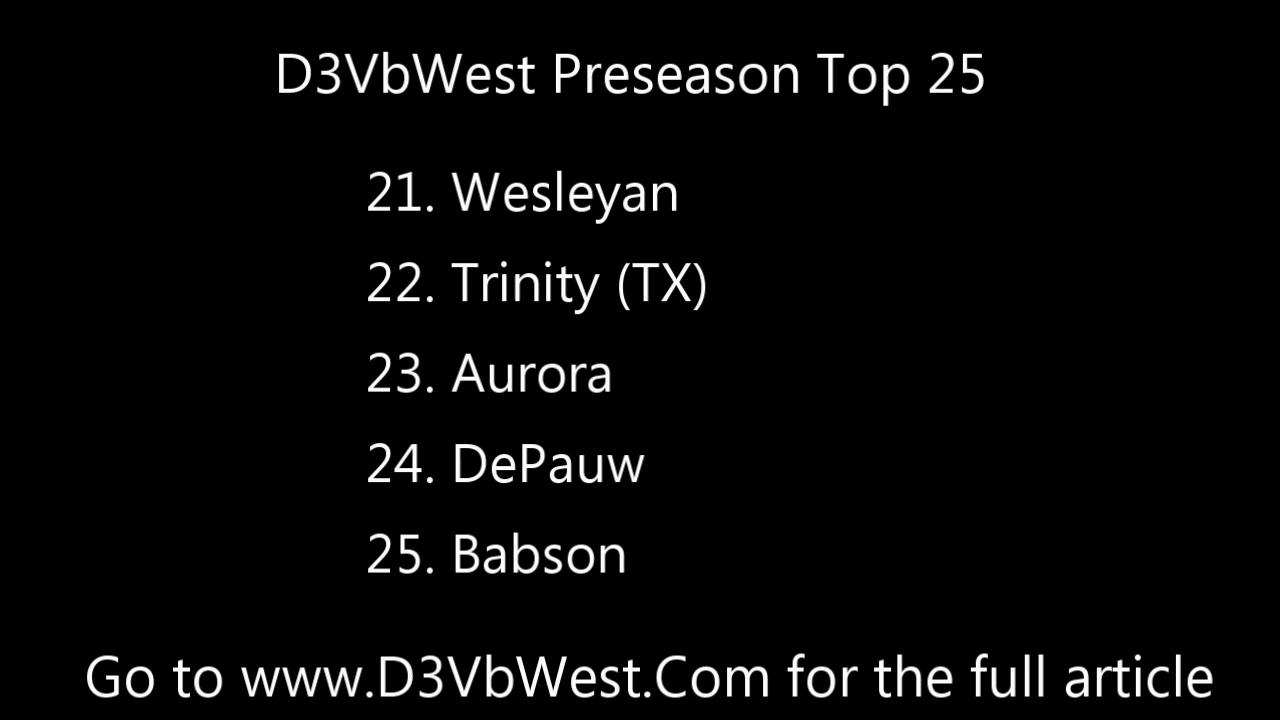 D3VbWest Preseason Top 25
21. Wesleyan
22. Trinity (TX)
23. Aurora
24. DePauw
25. Babson
Go to www.D3VbWest.Com for the full article